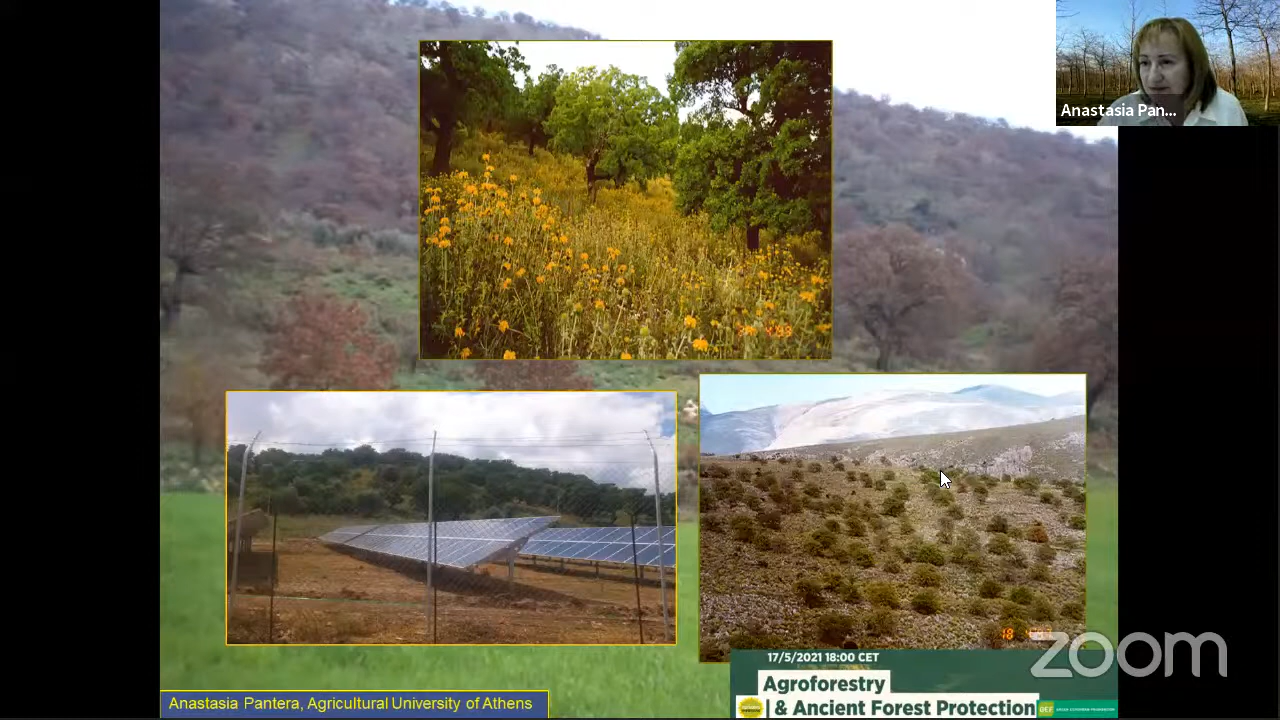 Anastasia Pan...
17/5/2021 18:00 CET
Agroforestry
& Ancient Forest Protection
zoom
Anastasia Pantera, Agricultural University of Athens